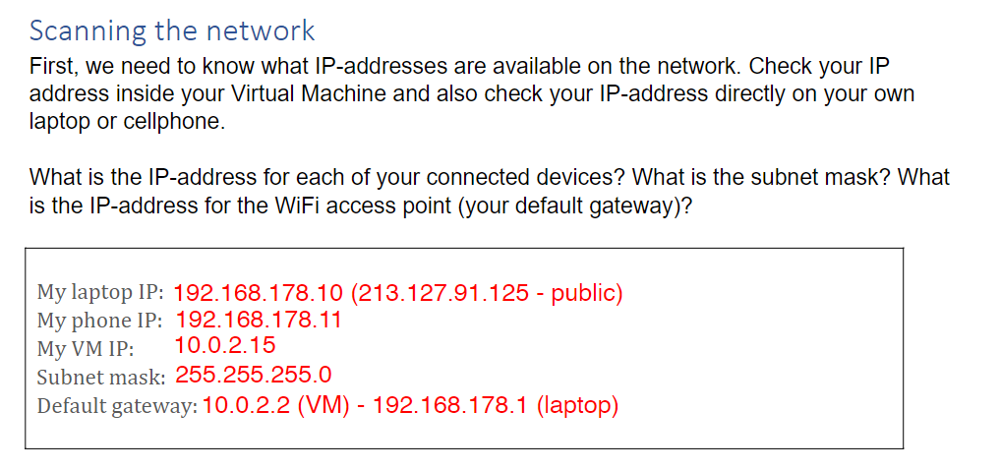 Scanning the network
First, we need to know what IP-addresses are available on the network. Check your IP
address inside your Virtual Machine and also check your IP-address directly on your own
laptop or cellphone.
What is the IP-address for each of your connected devices? What is the subnet mask? What
is the IP-address for the WiFi access point (your default gateway)?
My laptop IP: 192.168.178.10 (213.127.91.125 - public)
My phone IP: 192.168.178.11
My VM IP: 10.0.2.15
Subnet mask: 255.255.255.0
Default gateway: 10.0.2.2 (VM) - 192.168.178.1 (laptop)